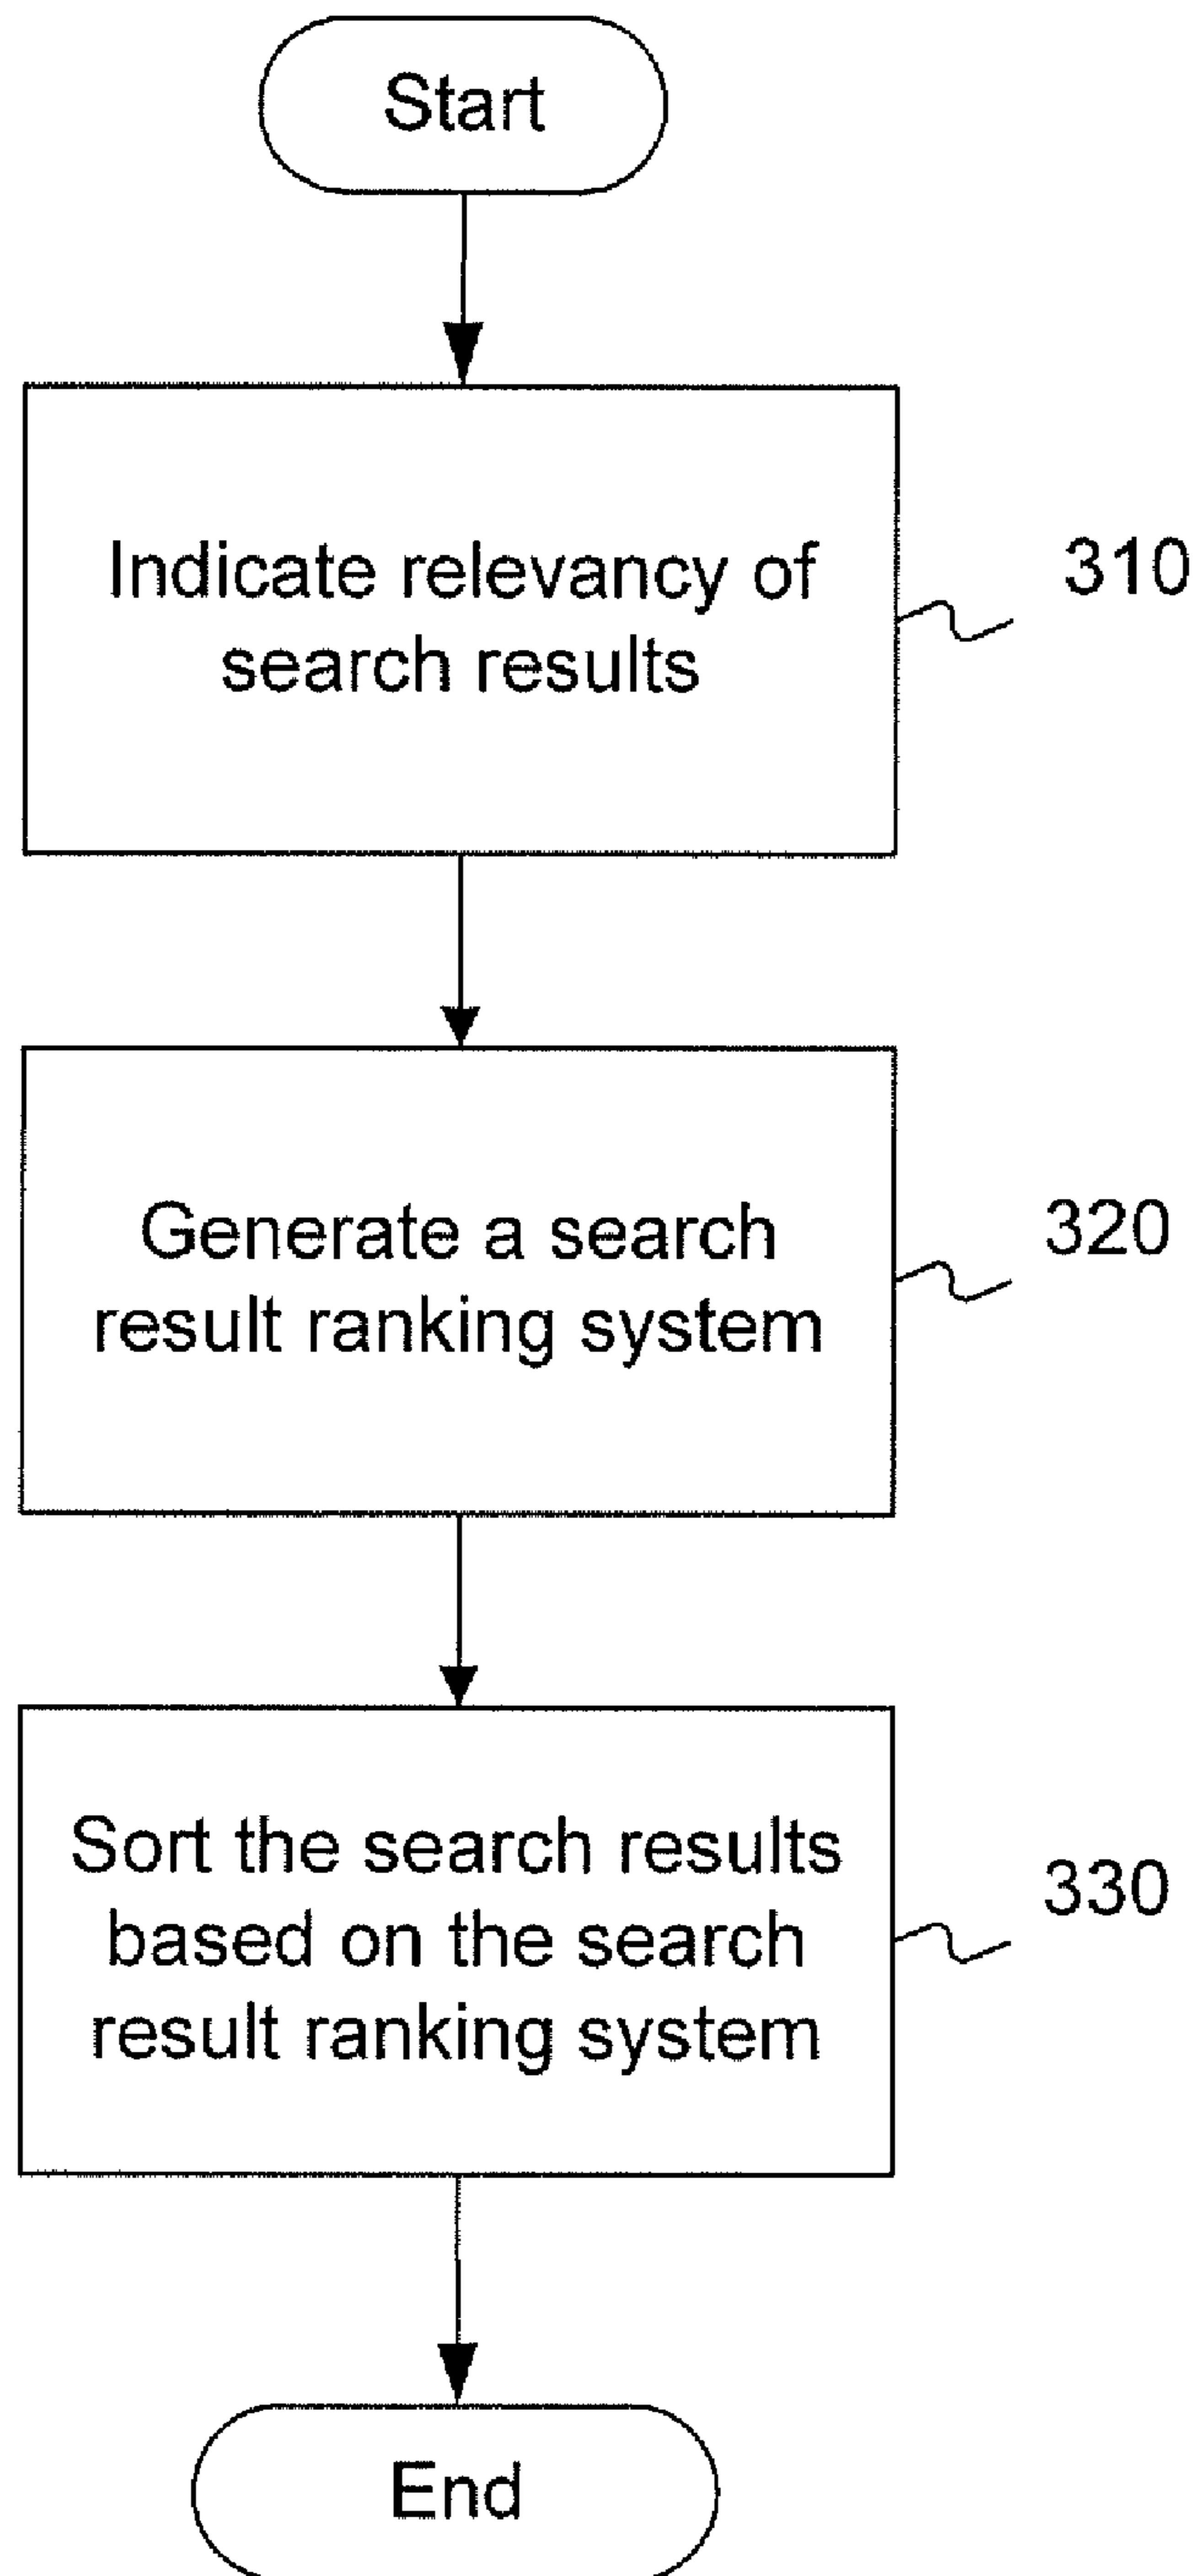 Start
Indicate relevancy of
search results
310
Generate a search
result ranking system
320
Sort the search results
based on the search
result ranking system
330
End